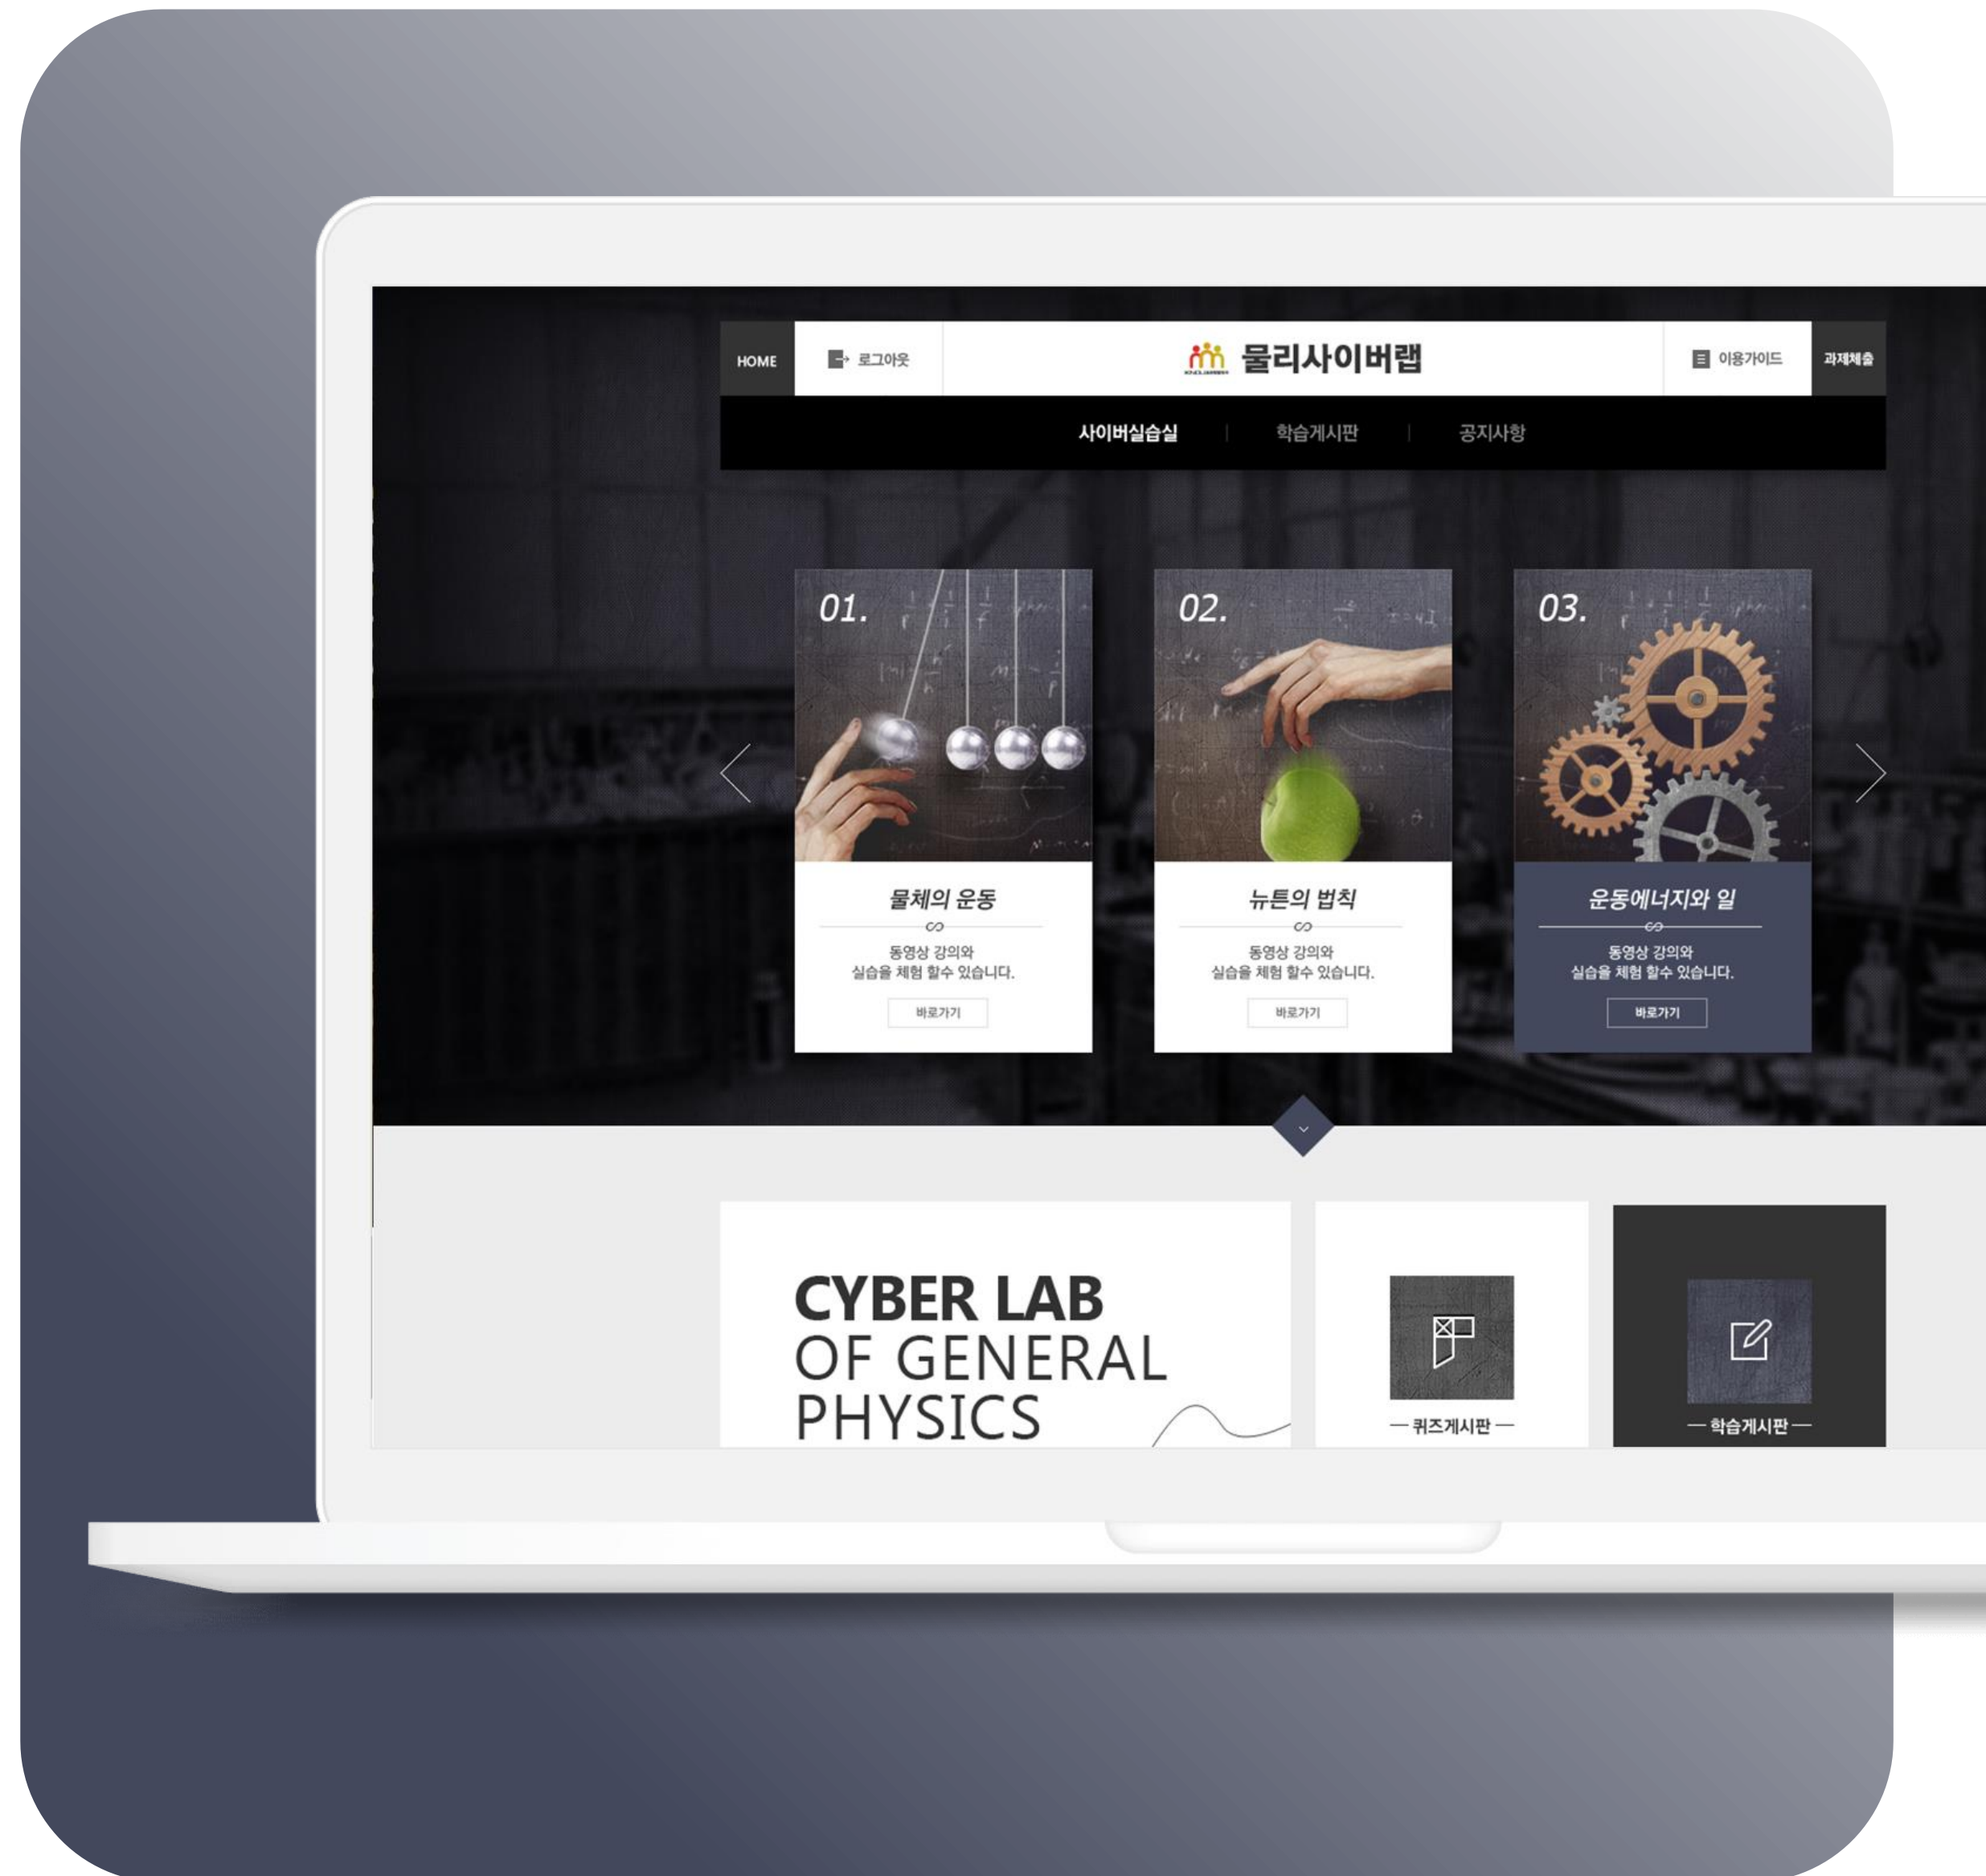 HOME
로그아웃
물리사이버랩
이용가이드
과제체출
사이버실습실
학습게시판
공지사항
01.
물체의 운동
동영상 강의와
실습을 체험 할수 있습니다.
바로가기
02.
뉴튼의 법칙
동영상 강의와
실습을 체험 할수 있습니다.
바로가기
03.
운동에너지와 일
동영상 강의와
실습을 체험 할수 있습니다.
바로가기
CYBER LAB
OF GENERAL
PHYSICS
퀴즈게시판
학습게시판